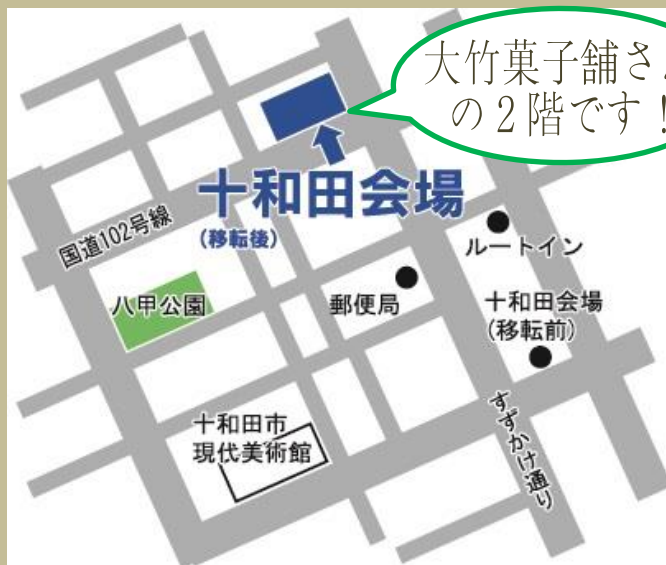 大竹菓子舗さ
の２階です！
十和田会場
(移転後)
国道102号線
ルートイン
八甲公園
郵便局
十和田会場
(移転前)
十和田市
現代美術館
すずかけ通り